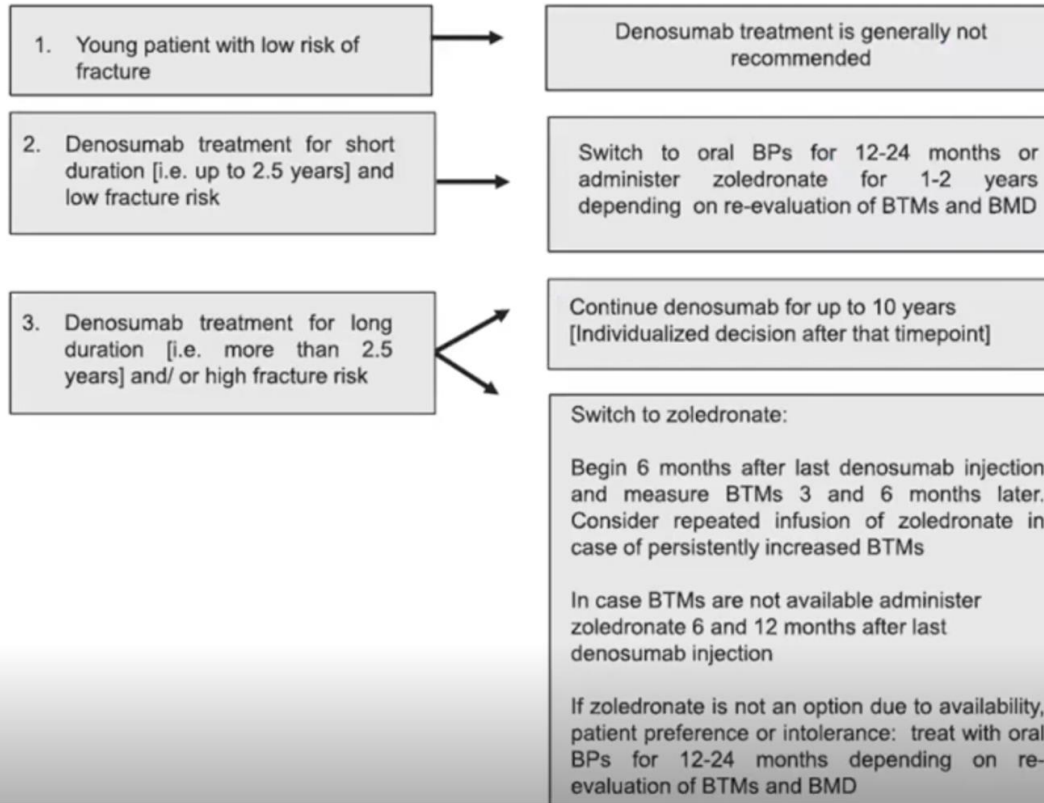 1. Young patient with low risk of
fracture
Denosumab treatment is generally not
recommended
2. Denosumab treatment for short
duration [i.e. up to 2.5 years] and
low fracture risk
Switch to oral BPs for 12-24 months or
administer zoledronate for 1-2 years
depending on re-evaluation of BTMs and BMD
3. Denosumab treatment for long
duration [i.e. more than 2.5
years] and/ or high fracture risk
Continue denosumab for up to 10 years
[Individualized decision after that timepoint]
Switch to zoledronate:
Begin 6 months after last denosumab injection
and measure BTMs 3 and 6 months later.
Consider repeated infusion of zoledronate in
case of persistently increased BTMs
In case BTMs are not available administer
zoledronate 6 and 12 months after last
denosumab injection
If zoledronate is not an option due to availability,
patient preference or intolerance: treat with oral
BPs for 12-24 months depending on re-
evaluation of BTMs and BMD